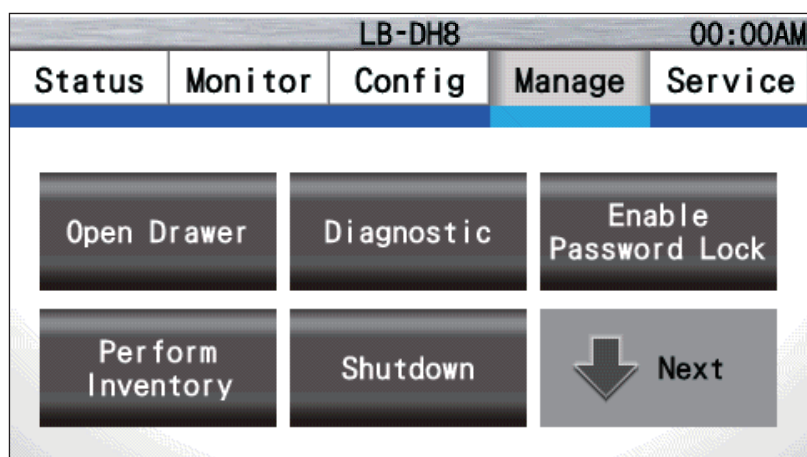 LB-DH8 00:00AM
Status Monitor Config Manage Service
Open Drawer Diagnostic Enable
Password Lock
Perform
Inventory Shutdown Next